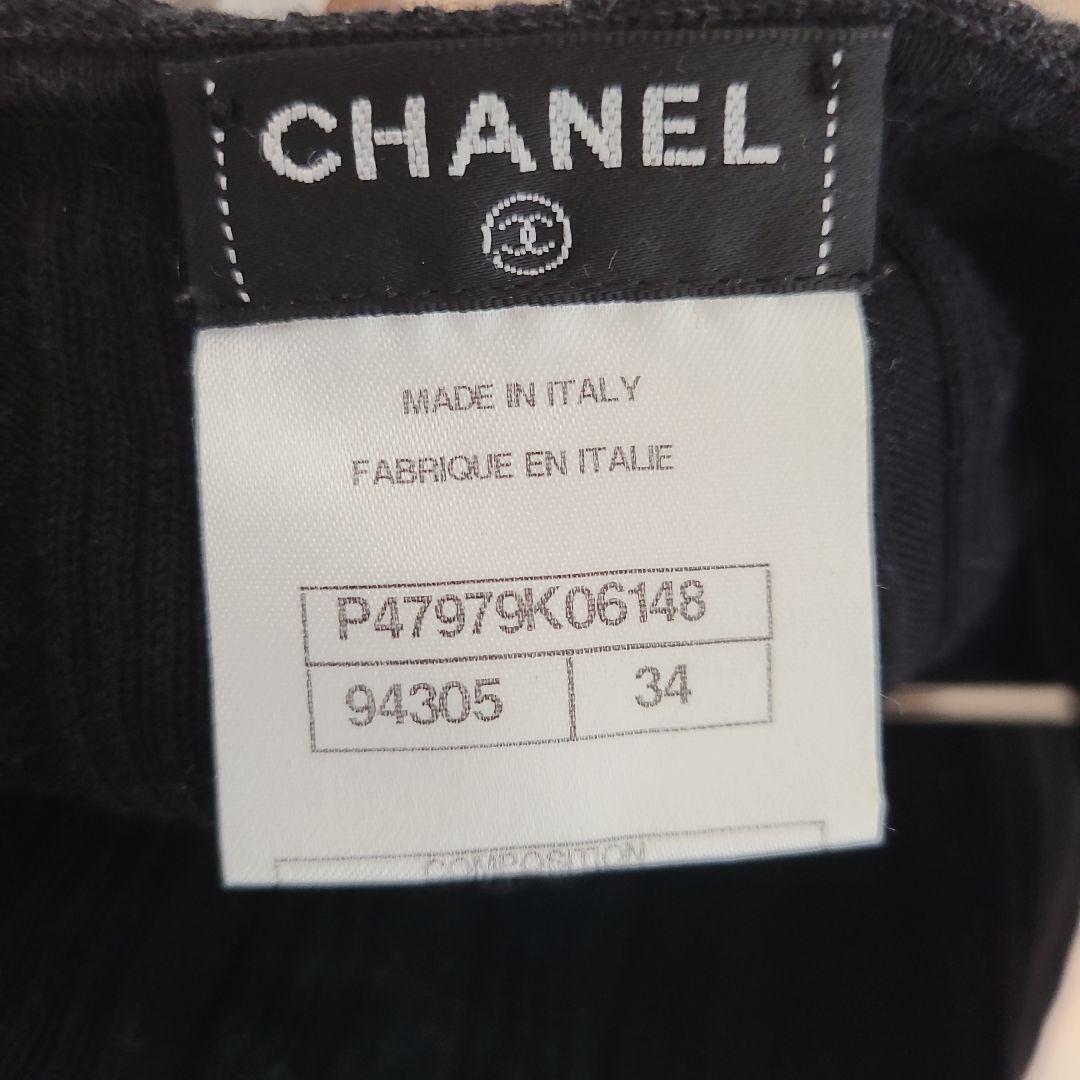 CHANEL
MADE IN ITALY
FABRIQUE EN ITALIE
P47979K06148
94305 34
COMPOSITION